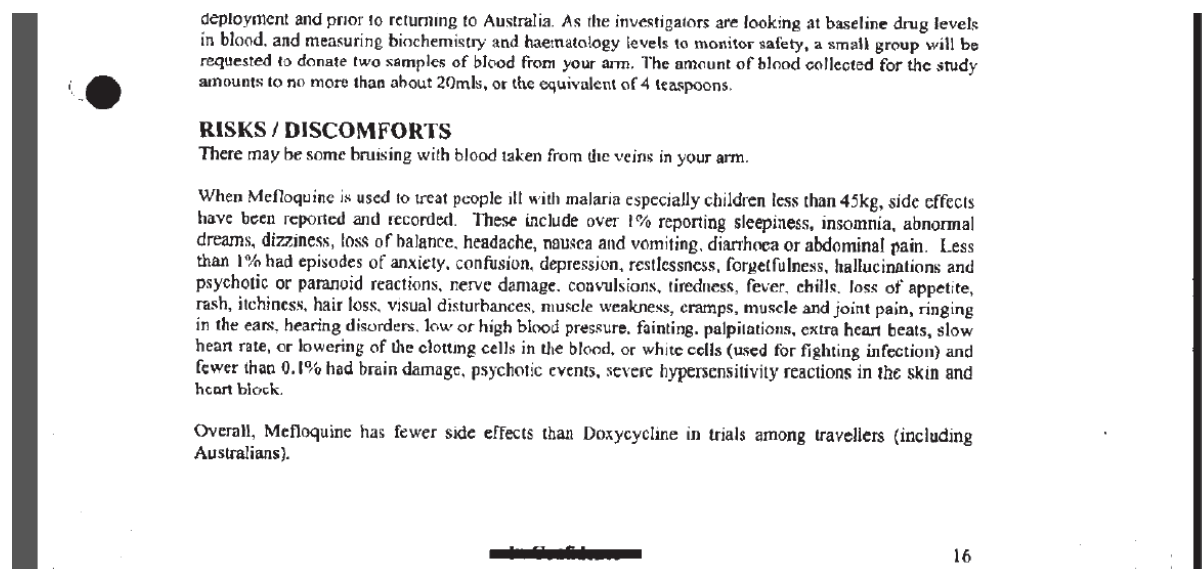 deployment and prior to returning to Australia. As the investigators are looking at baseline drug levels
in blood, and measuring biochemistry and haematology levels to monitor safety, a small group will be
requested to donate two samples of blood from your arm. The amount of blood collected for the study
amounts to no more than about 20mls, or the equivalent of 4 teaspoons.
RISKS / DISCOMFORTS
There may be some bruising with blood taken from the veins in your arm.
When Mefloquine is used to treat people ill with malaria especially children less than 45kg, side effects
have been reported and recorded. These include over 1% reporting sleepiness, insomnia, abnormal
dreams, dizziness, loss of balance, headache, nausea and vomiting, diarrhoea or abdominal pain. Less
than 1% had episodes of anxiety, confusion, depression, restlessness, forgetfulness, hallucinations and
psychotic or paranoid reactions, nerve damage, convulsions, tiredness, fever, chills, loss of appetite,
rash, itchiness, hair loss, visual disturbances, muscle weakness, cramps, muscle and joint pain, ringing
in the ears, hearing disorders, low or high blood pressure, fainting, palpitations, extra heart beats, slow
heart rate, or lowering of the clotting cells in the blood, or white cells (used for fighting infection) and
fewer than 0.1% had brain damage, psychotic events, severe hypersensitivity reactions in the skin and
heart block.
Overall, Mefloquine has fewer side effects than Doxycycline in trials among travellers (including
Australians).
16